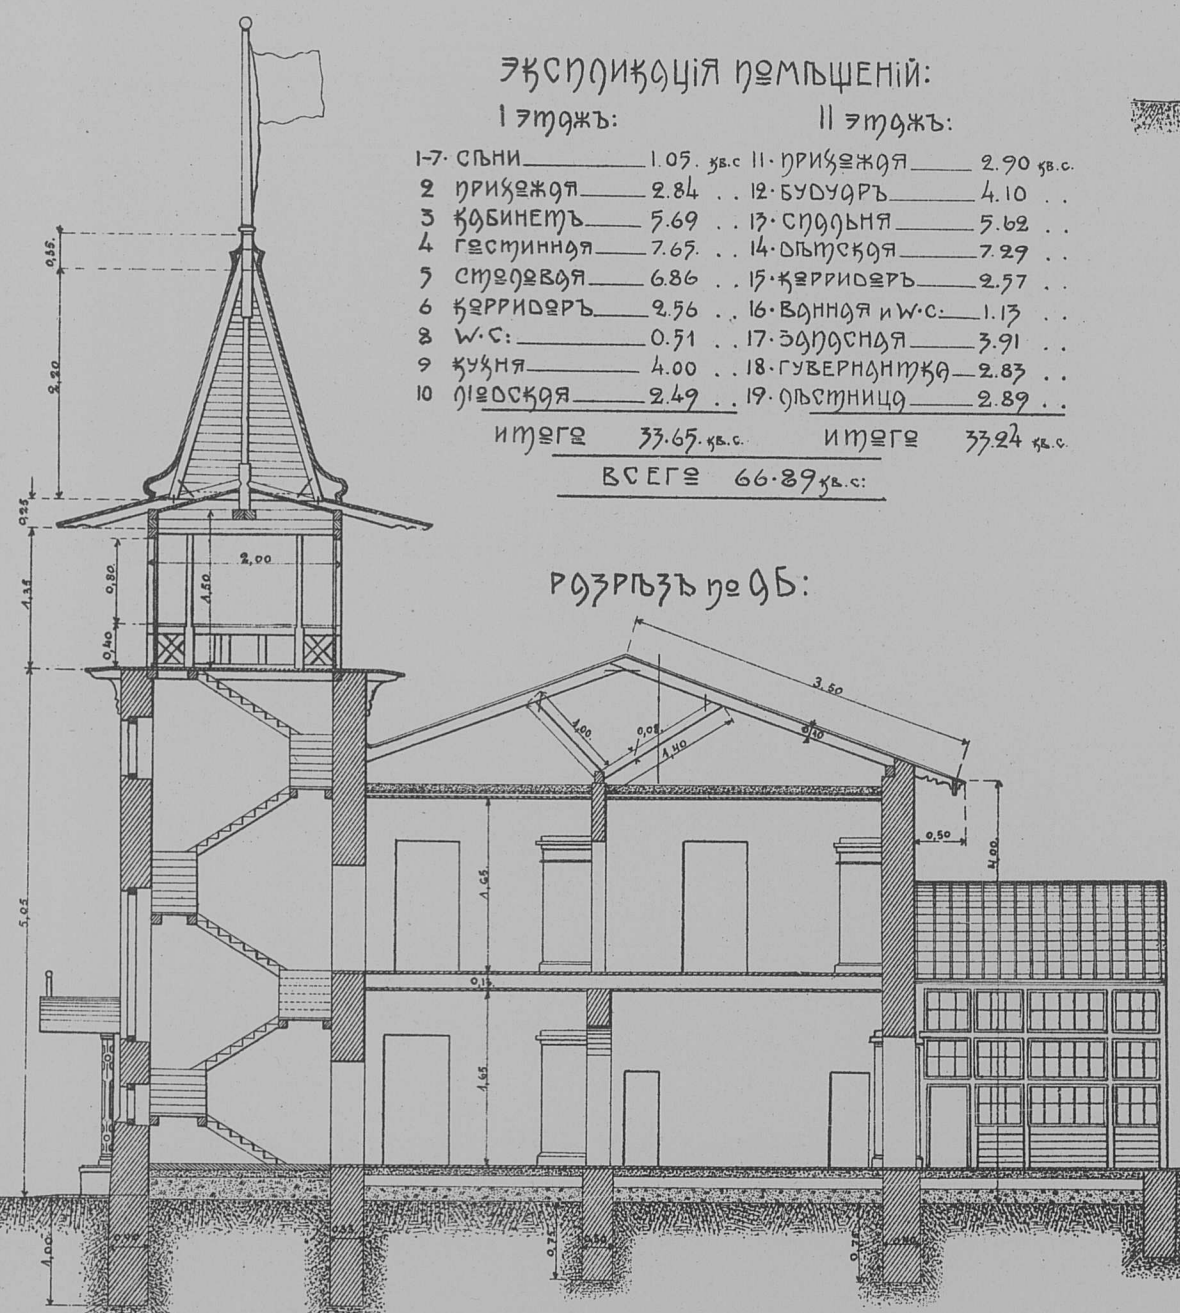 Экспликація помѣщеній:
I этажъ:
II этажъ:
1-7. Сѣни 1.05. кв.с
2 Прихожая 2.84 . .
3 Кабинетъ 5.69 . .
4 Гостинная 7.65. . .
5 Столовая 6.86 . .
6 Корридоръ 2.56 . .
8 W.C: 0.51 . .
9 Кухня 4.00 . .
10 Людская 2.49 . .
Итого 33.65. кв.с.
11. Прихожая 2.90 кв.с.
12. Будуаръ 4.10 . .
13. Спальня 5.62 . .
14. Дѣтская 7.29 . .
15. Корридоръ 2.57 . .
16. Ванная и W.C: 1.13 . .
17. Запасная 3.91 . .
18. Гувернантка 2.83 . .
19. Лѣстница 2.89 . .
Итого 33.24 кв.с.
Всего 66.89 кв.с:
Разрѣзъ по АБ:
0,35.
2,20
0,25
1,35
0,80
0,40
2,00
1,50
5,05
3,50
1,00.
0,08.
1,40
0,50
4,00
1,65
0,15
1,65
1,00
0,75
0,75